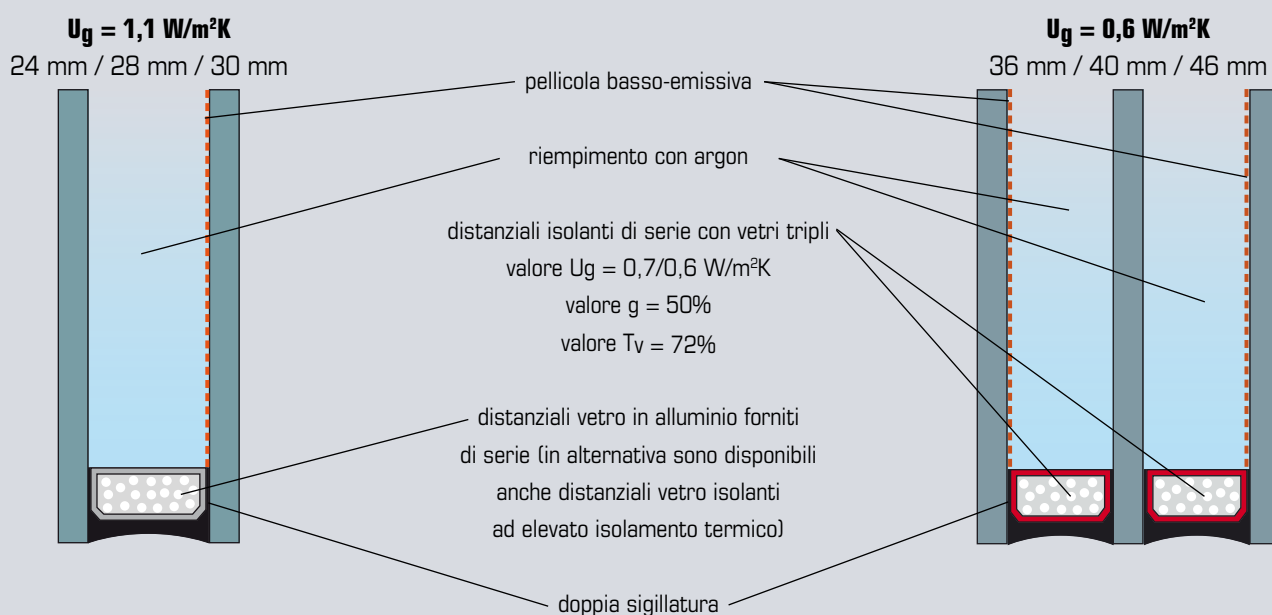 Ug = 1,1 W/m²K
24 mm / 28 mm / 30 mm
Ug = 0,6 W/m²K
36 mm / 40 mm / 46 mm
pellicola basso-emissiva
riempimento con argon
distanziali isolanti di serie con vetri tripli
valore Ug = 0,7/0,6 W/m²K
valore g = 50%
valore Tv = 72%
distanziali vetro in alluminio forniti
di serie (in alternativa sono disponibili
anche distanziali vetro isolanti
ad elevato isolamento termico)
doppia sigillatura